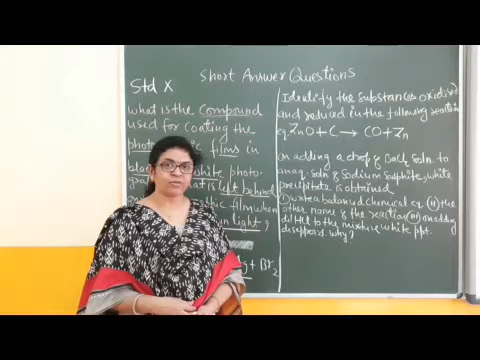 Short Answer Questions
Std X
what is the compound
used for coating the
films in
white photo-
left behind
film when
in light,
+ Br2
Identify the substances oxidised
and reduced in the following reaction
eq. ZnO + C → CO + Zn
on adding a drop of BaCl2 soln. to
an aq. soln of Sodium Sulphite, white
precipitate is obtained
(i) write a balanced chemical eq. (ii) the
other name of the reaction (iii) on adding
dil HCl to the mixture white ppt.
disappears. why?